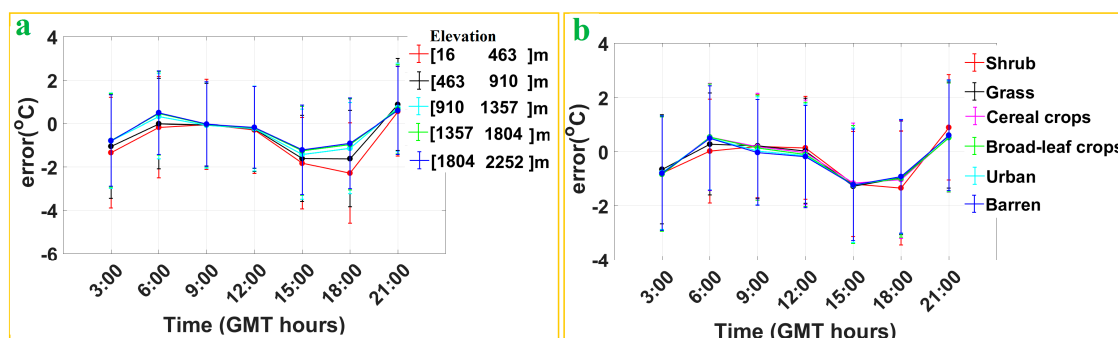 a
Elevation
[16 463 ]m
[463 910 ]m
[910 1357 ]m
[1357 1804 ]m
[1804 2252 ]m
error(°C)
4
2
0
-2
-4
-6
3:00
6:00
9:00
12:00
15:00
18:00
21:00
Time (GMT hours)
b
Shrub
Grass
Cereal crops
Broad-leaf crops
Urban
Barren
error(°C)
4
2
0
-2
-4
3:00
6:00
9:00
12:00
15:00
18:00
21:00
Time (GMT hours)